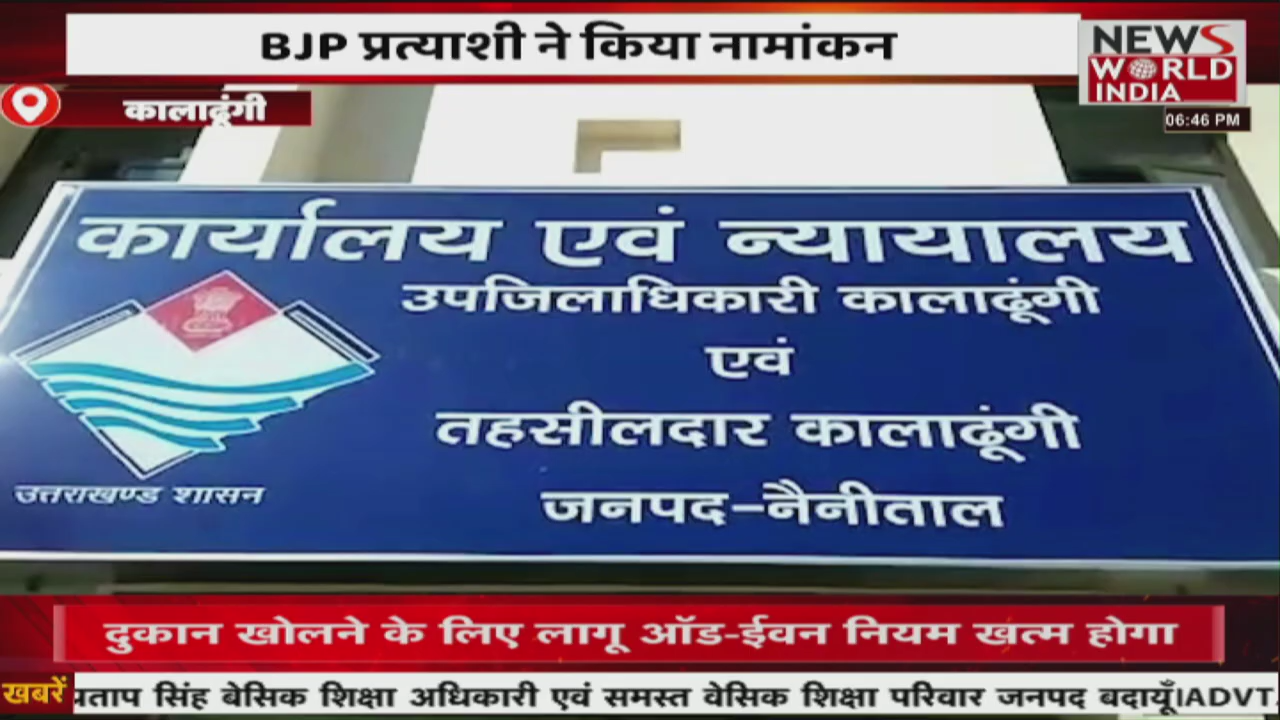 BJP प्रत्याशी ने किया नामांकन
NEWS
WORLD
INDIA
06:46 PM
कालाढूंगी
कार्यालय एवं न्यायालय
उपजिलाधिकारी कालाढूंगी
एवं
तहसीलदार कालाढूंगी
जनपद-नैनीताल
उत्तराखण्ड शासन
दुकान खोलने के लिए लागू ऑड-ईवन नियम खत्म होगा
खबरें
प्रताप सिंह बेसिक शिक्षा अधिकारी एवं समस्त वेसिक शिक्षा परिवार जनपद बदायूँ।ADVT